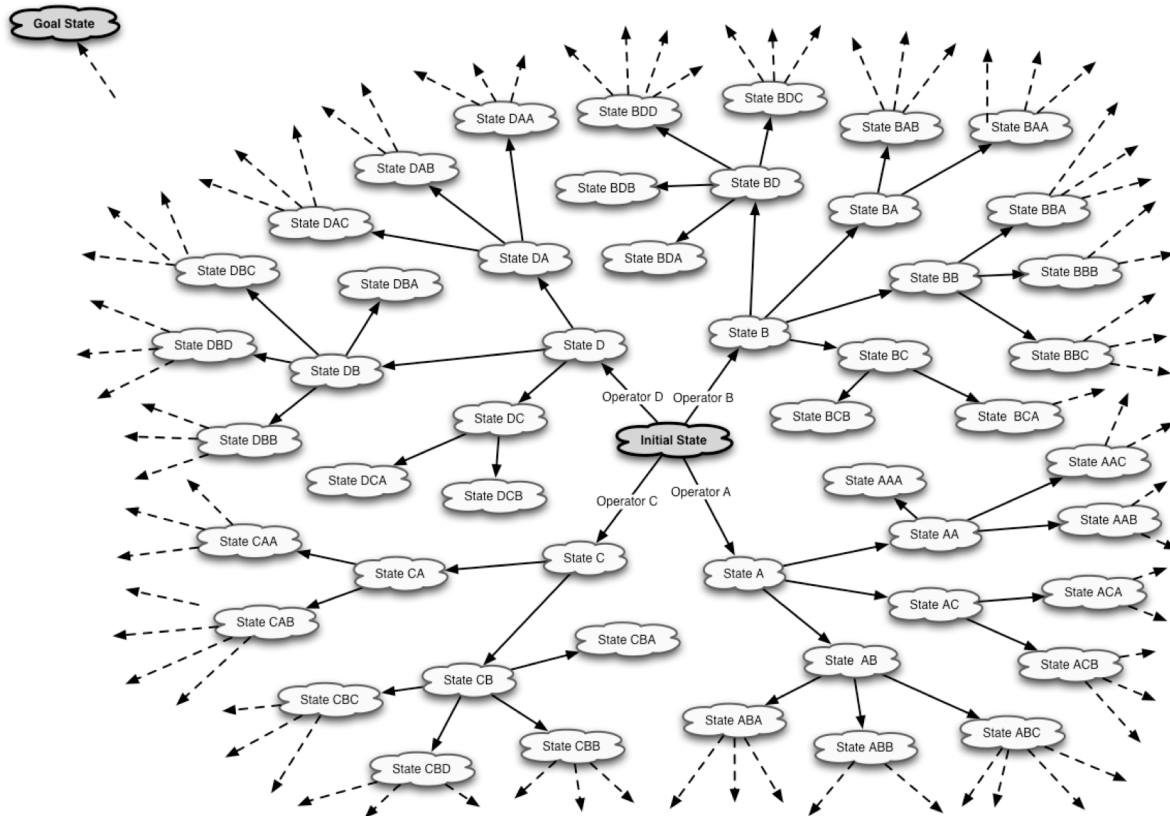 Goal State
State BDC
State BDD
State DAA
State BAB
State BAA
State DAB
State BDB
State BD
State BA
State BBA
State DAC
State DA
State BDA
State DBC
State DBA
State BB
State BBB
State DBD
State D
State B
State BC
State BBC
State DB
Operator D
Operator B
State DC
State BCB
State BCA
State DBB
Initial State
State DCA
State DCB
Operator C
Operator A
State AAA
State AAC
State AA
State AAB
State CAA
State CA
State C
State A
State AC
State ACA
State CAB
State CBA
State AB
State ACB
State CB
State CBC
State ABA
State ABC
State CBB
State ABB
State CBD